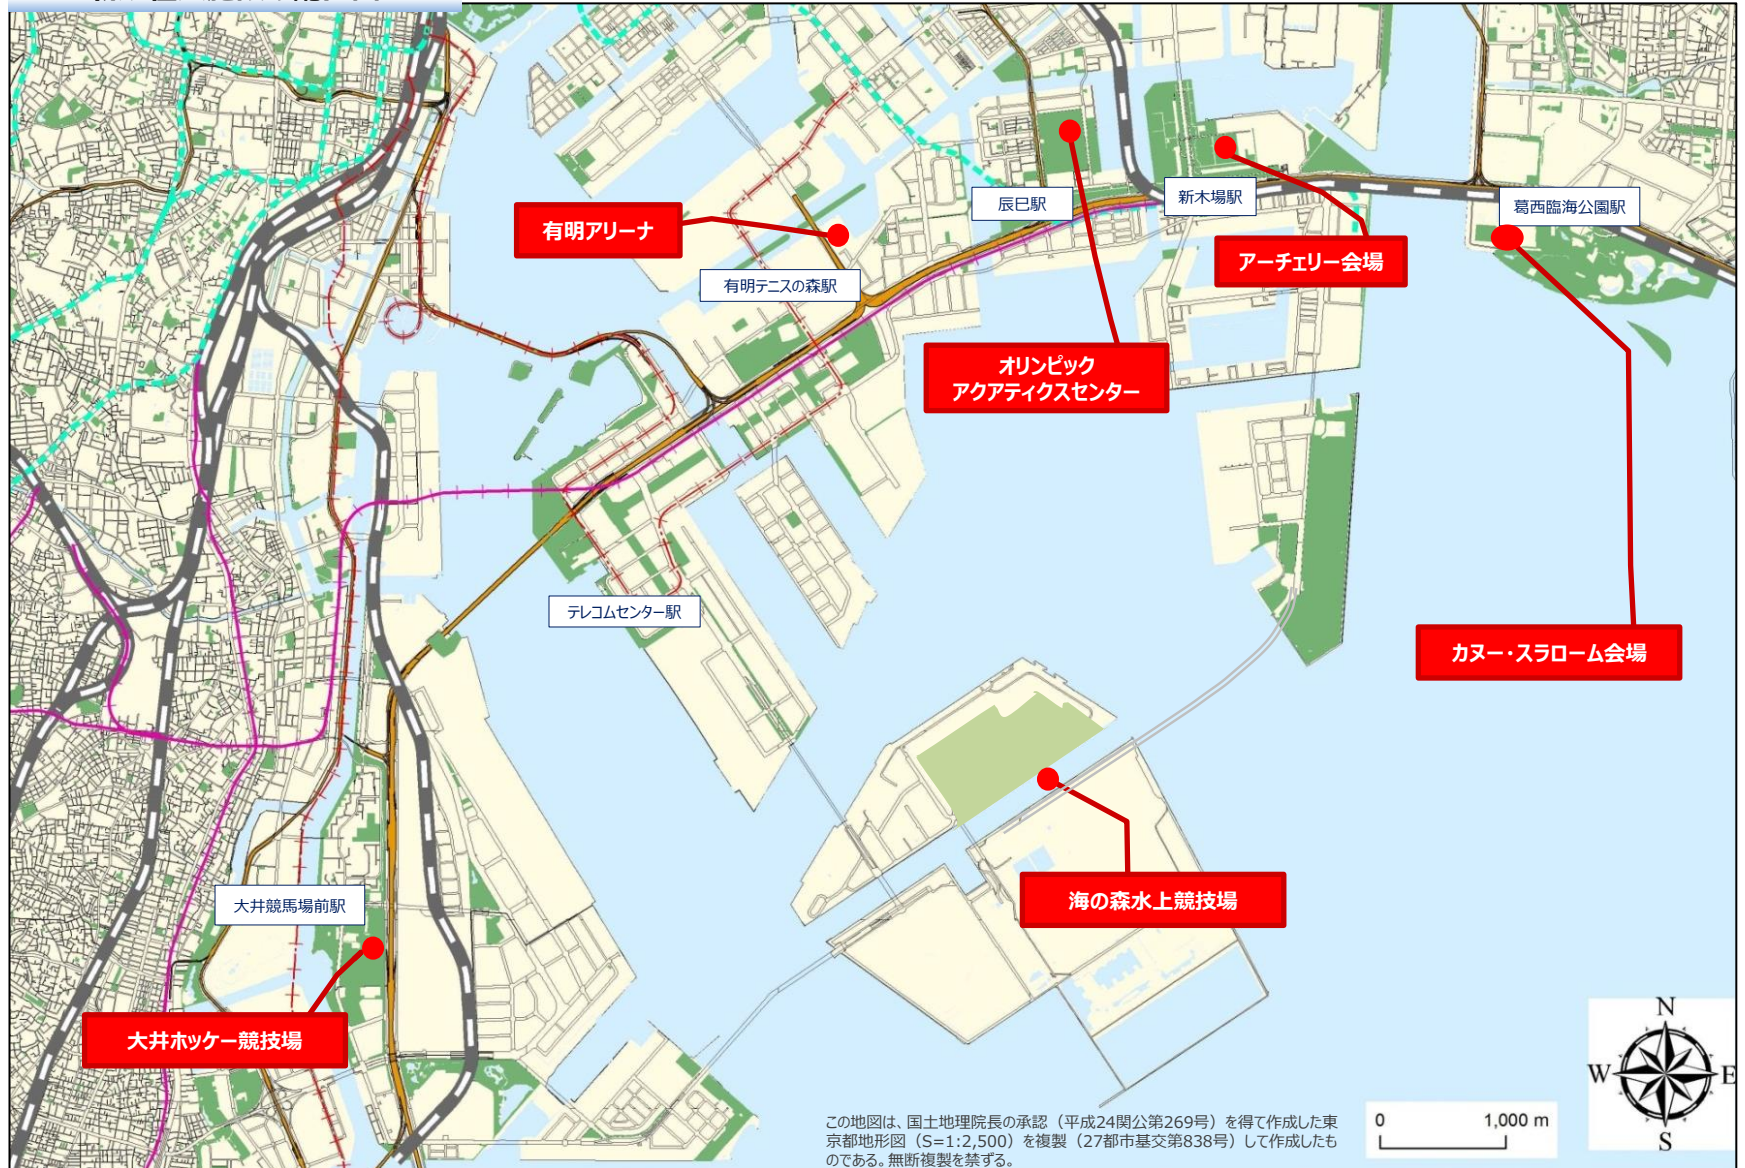 辰巳駅
新木場駅
葛西臨海公園駅
有明アリーナ
アーチェリー会場
有明テニスの森駅
オリンピック
アクアティクスセンター
テレコムセンター駅
カヌー・スラローム会場
海の森水上競技場
大井競馬場前駅
大井ホッケー競技場
N
W
E
S
0
1,000 m
この地図は、国土地理院長の承認（平成24関公第269号）を得て作成した東
京都地形図（S=1:2,500）を複製（27都市基交第838号）して作成したも
のである。無断複製を禁ずる。